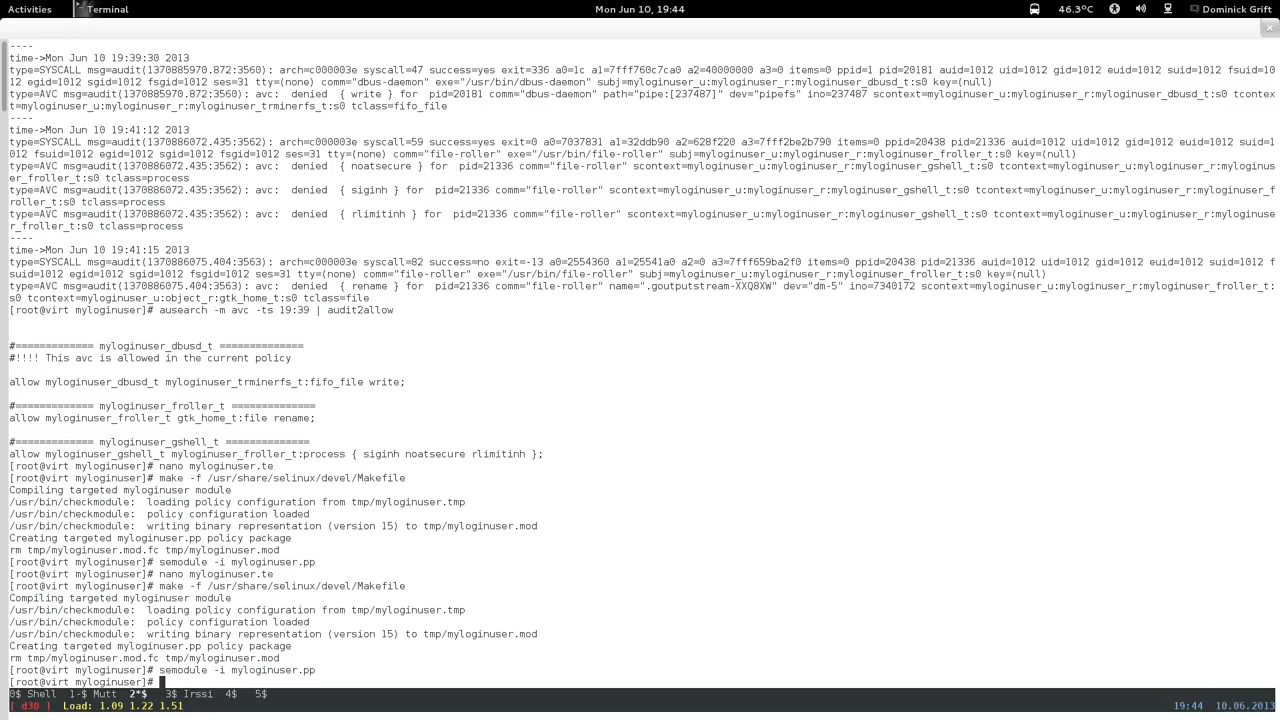 Activities Terminal Mon Jun 10, 19:44 46.3°C Dominick Grift
----
time->Mon Jun 10 19:39:30 2013
type=SYSCALL msg=audit(1370885970.872:3560): arch=c000003e syscall=47 success=yes exit=336 a0=1c a1=7fff760c7ca0 a2=40000000 a3=0 items=0 ppid=1 pid=20181 auid=1012 uid=1012 gid=1012 euid=1012 suid=1012 fsuid=10
12 egid=1012 sgid=1012 fsgid=1012 ses=31 tty=(none) comm="dbus-daemon" exe="/usr/bin/dbus-daemon" subj=myloginuser_u:myloginuser_r:myloginuser_dbusd_t:s0 key=(null)
type=AVC msg=audit(1370885970.872:3560): avc:  denied  { write } for  pid=20181 comm="dbus-daemon" path="pipe:[237487]" dev="pipefs" ino=237487 scontext=myloginuser_u:myloginuser_r:myloginuser_dbusd_t:s0 tcontex
t=myloginuser_u:myloginuser_r:myloginuser_trminerfs_t:s0 tclass=fifo_file
----
time->Mon Jun 10 19:41:12 2013
type=SYSCALL msg=audit(1370886072.435:3562): arch=c000003e syscall=59 success=yes exit=0 a0=7037831 a1=32ddb90 a2=628f220 a3=7fff2be2b790 items=0 ppid=20438 pid=21336 auid=1012 uid=1012 gid=1012 euid=1012 suid=1
012 fsuid=1012 egid=1012 sgid=1012 fsgid=1012 ses=31 tty=(none) comm="file-roller" exe="/usr/bin/file-roller" subj=myloginuser_u:myloginuser_r:myloginuser_froller_t:s0 key=(null)
type=AVC msg=audit(1370886072.435:3562): avc:  denied  { noatsecure } for  pid=21336 comm="file-roller" scontext=myloginuser_u:myloginuser_r:myloginuser_gshell_t:s0 tcontext=myloginuser_u:myloginuser_r:myloginus
er_froller_t:s0 tclass=process
type=AVC msg=audit(1370886072.435:3562): avc:  denied  { siginh } for  pid=21336 comm="file-roller" scontext=myloginuser_u:myloginuser_r:myloginuser_gshell_t:s0 tcontext=myloginuser_u:myloginuser_r:myloginuser_f
roller_t:s0 tclass=process
type=AVC msg=audit(1370886072.435:3562): avc:  denied  { rlimitinh } for  pid=21336 comm="file-roller" scontext=myloginuser_u:myloginuser_r:myloginuser_gshell_t:s0 tcontext=myloginuser_u:myloginuser_r:myloginuse
r_froller_t:s0 tclass=process
----
time->Mon Jun 10 19:41:15 2013
type=SYSCALL msg=audit(1370886075.404:3563): arch=c000003e syscall=82 success=no exit=-13 a0=2554360 a1=25541a0 a2=0 a3=7fff659ba2f0 items=0 ppid=20438 pid=21336 auid=1012 uid=1012 gid=1012 euid=1012 suid=1012 f
suid=1012 egid=1012 sgid=1012 fsgid=1012 ses=31 tty=(none) comm="file-roller" exe="/usr/bin/file-roller" subj=myloginuser_u:myloginuser_r:myloginuser_froller_t:s0 key=(null)
type=AVC msg=audit(1370886075.404:3563): avc:  denied  { rename } for  pid=21336 comm="file-roller" name=".goutputstream-XXQ8XW" dev="dm-5" ino=7340172 scontext=myloginuser_u:myloginuser_r:myloginuser_froller_t:
s0 tcontext=myloginuser_u:object_r:gtk_home_t:s0 tclass=file
[root@virt myloginuser]# ausearch -m avc -ts 19:39 | audit2allow
#============= myloginuser_dbusd_t ==============
#!!!! This avc is allowed in the current policy
allow myloginuser_dbusd_t myloginuser_trminerfs_t:fifo_file write;
#============= myloginuser_froller_t ==============
allow myloginuser_froller_t gtk_home_t:file rename;
#============= myloginuser_gshell_t ==============
allow myloginuser_gshell_t myloginuser_froller_t:process { siginh noatsecure rlimitinh };
[root@virt myloginuser]# nano myloginuser.te
[root@virt myloginuser]# make -f /usr/share/selinux/devel/Makefile
Compiling targeted myloginuser module
/usr/bin/checkmodule:  loading policy configuration from tmp/myloginuser.tmp
/usr/bin/checkmodule:  policy configuration loaded
/usr/bin/checkmodule:  writing binary representation (version 15) to tmp/myloginuser.mod
Creating targeted myloginuser.pp policy package
rm tmp/myloginuser.mod.fc tmp/myloginuser.mod
[root@virt myloginuser]# semodule -i myloginuser.pp
[root@virt myloginuser]# nano myloginuser.te
[root@virt myloginuser]# make -f /usr/share/selinux/devel/Makefile
Compiling targeted myloginuser module
/usr/bin/checkmodule:  loading policy configuration from tmp/myloginuser.tmp
/usr/bin/checkmodule:  policy configuration loaded
/usr/bin/checkmodule:  writing binary representation (version 15) to tmp/myloginuser.mod
Creating targeted myloginuser.pp policy package
rm tmp/myloginuser.mod.fc tmp/myloginuser.mod
[root@virt myloginuser]# semodule -i myloginuser.pp
[root@virt myloginuser]#
0$ Shell  1-$ Mutt  2*$   3$ Irssi  4$   5$
[ d30 ]  Load: 1.09 1.22 1.51 19:44  10.06.2013